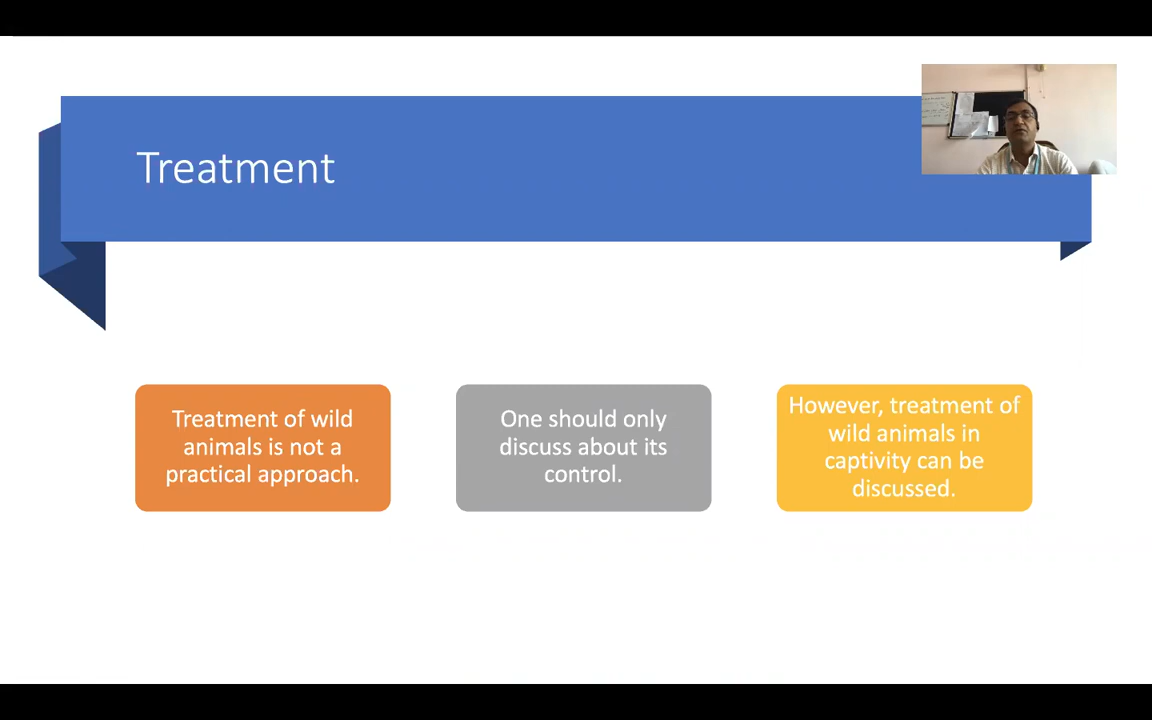 Treatment
Treatment of wild
animals is not a
practical approach.
One should only
discuss about its
control.
However, treatment of
wild animals in
captivity can be
discussed.